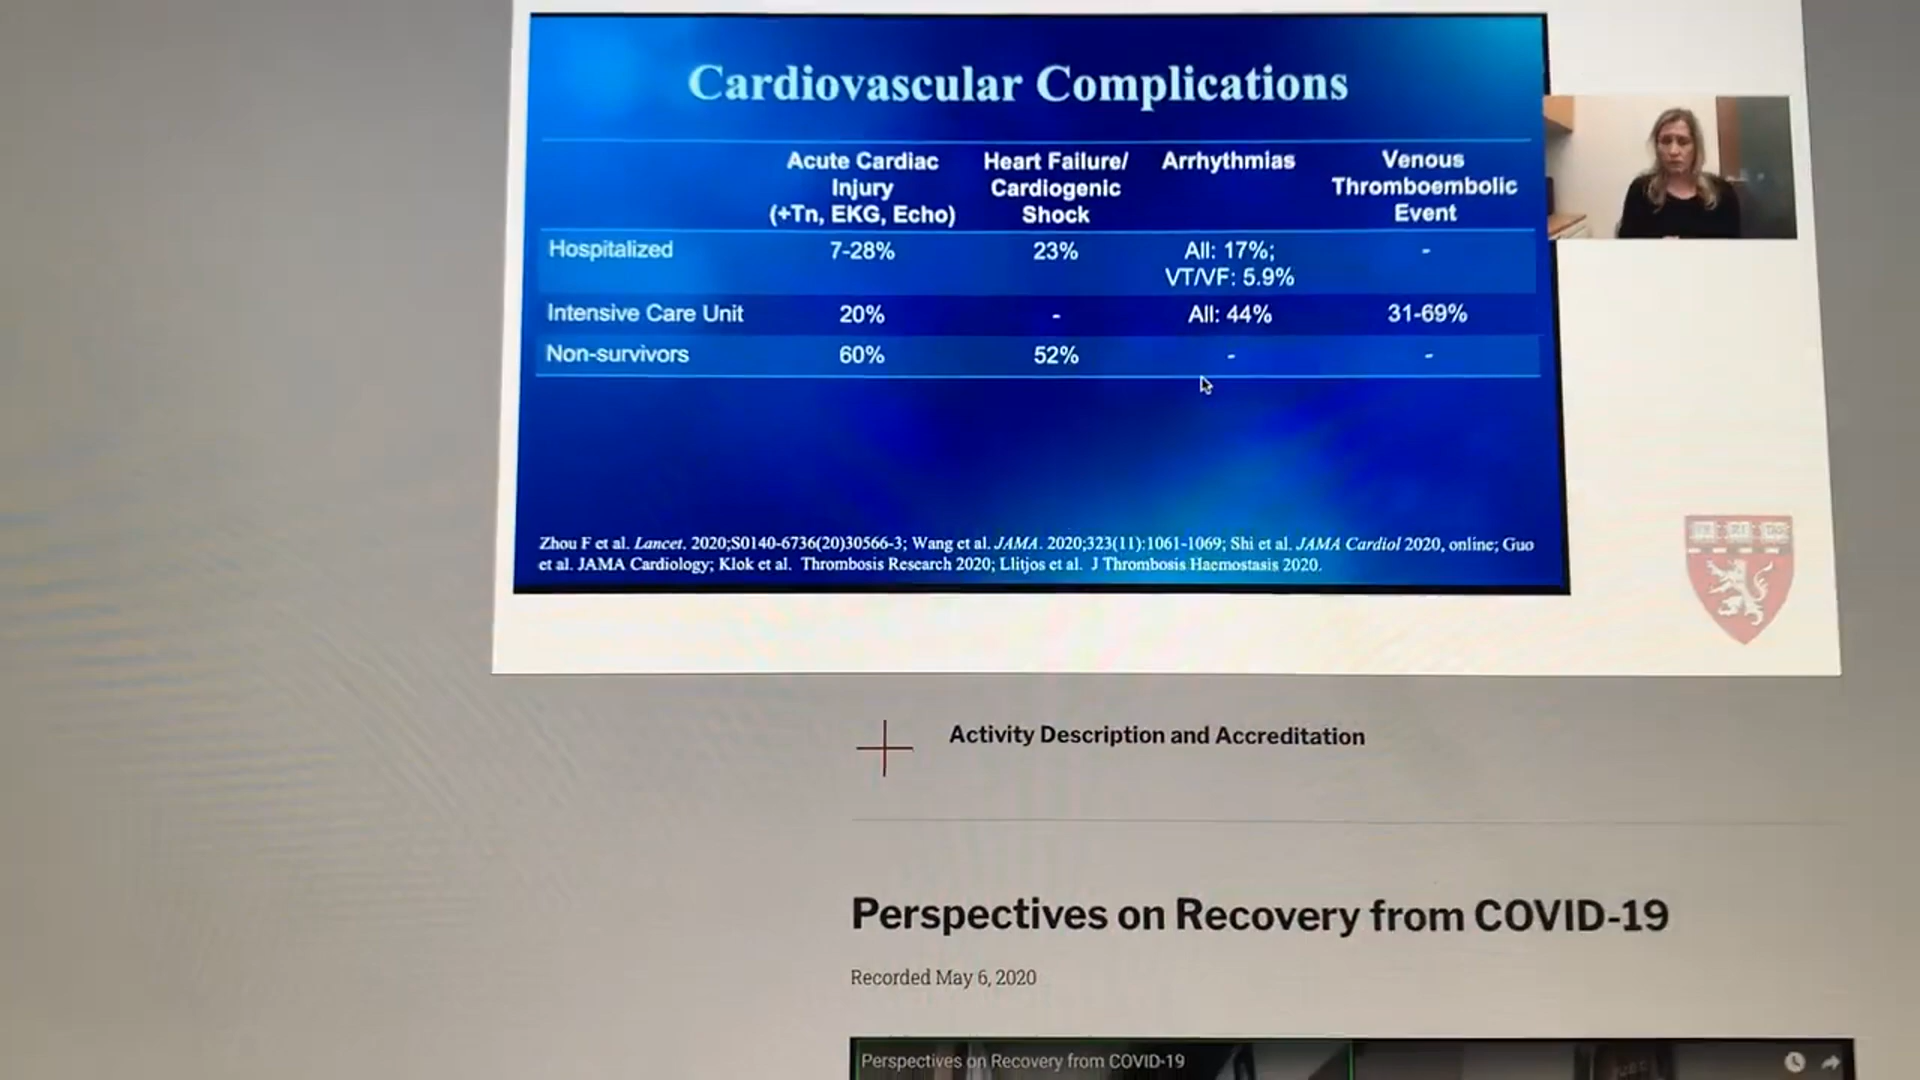 Cardiovascular Complications
Acute Cardiac Injury (+Tn, EKG, Echo)
Heart Failure/ Cardiogenic Shock
Arrhythmias
Venous Thromboembolic Event
Hospitalized 7-28% 23% All: 17%; VT/VF: 5.9% -
Intensive Care Unit 20% - All: 44% 31-69%
Non-survivors 60% 52% - -
Zhou F et al. Lancet. 2020;S0140-6736(20)30566-3; Wang et al. JAMA. 2020;323(11):1061-1069; Shi et al. JAMA Cardiol 2020, online; Guo
et al. JAMA Cardiology; Klok et al. Thrombosis Research 2020; Llitjos et al. J Thrombosis Haemostasis 2020.
Activity Description and Accreditation
Perspectives on Recovery from COVID-19
Recorded May 6, 2020
Perspectives on Recovery from COVID-19